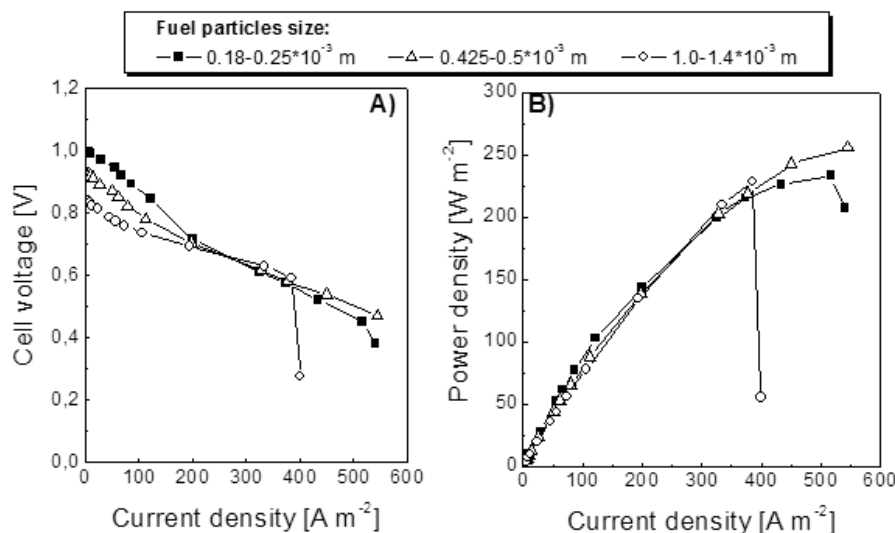 Fuel particles size:
0.18-0.25*10⁻³ m   0.425-0.5*10⁻³ m   1.0-1.4*10⁻³ m
A)
Cell voltage [V]
1,2
1,0
0,8
0,6
0,4
0,2
0,0
0 100 200 300 400 500 600
Current density [A m⁻²]
B)
Power density [W m⁻²]
300
250
200
150
100
50
0
0 100 200 300 400 500 600
Current density [A m⁻²]